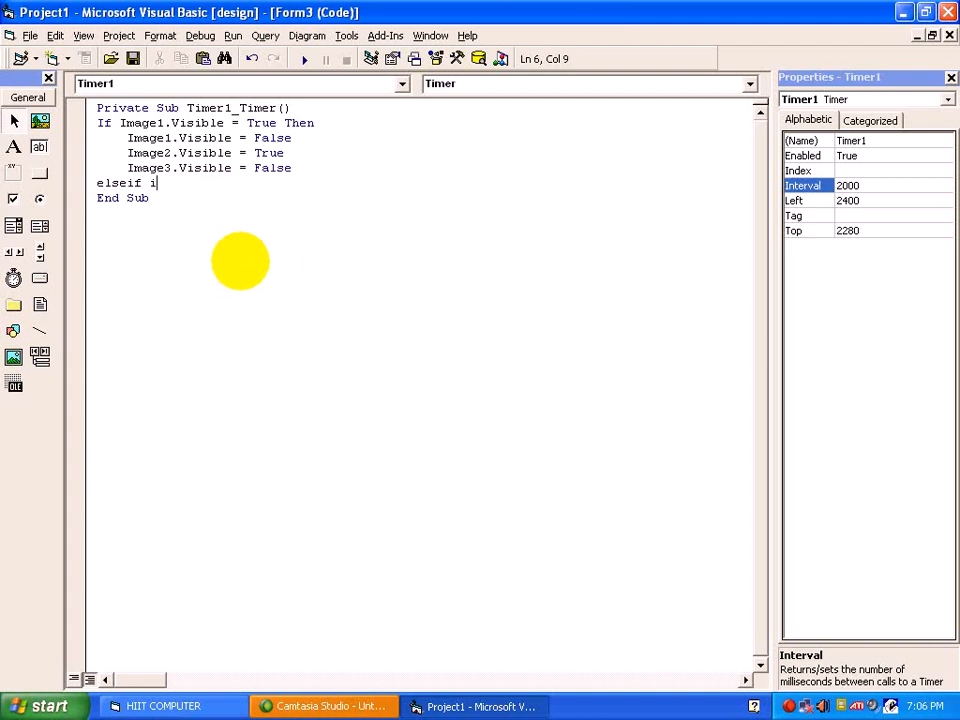 Project1 - Microsoft Visual Basic [design] - [Form3 (Code)]
File Edit View Project Format Debug Run Query Diagram Tools Add-Ins Window Help
Ln 6, Col 9
General
Timer1
Timer
Private Sub Timer1_Timer()
If Image1.Visible = True Then
Image1.Visible = False
Image2.Visible = True
Image3.Visible = False
elseif i
End Sub
Properties - Timer1
Timer1 Timer
Alphabetic Categorized
(Name) Timer1
Enabled True
Index
Interval 2000
Left 2400
Tag
Top 2280
Interval
Returns/sets the number of
milliseconds between calls to a Timer
A
ab|
XY
OLE
start
HIIT COMPUTER
Camtasia Studio - Unt...
Project1 - Microsoft V...
ATI
7:06 PM